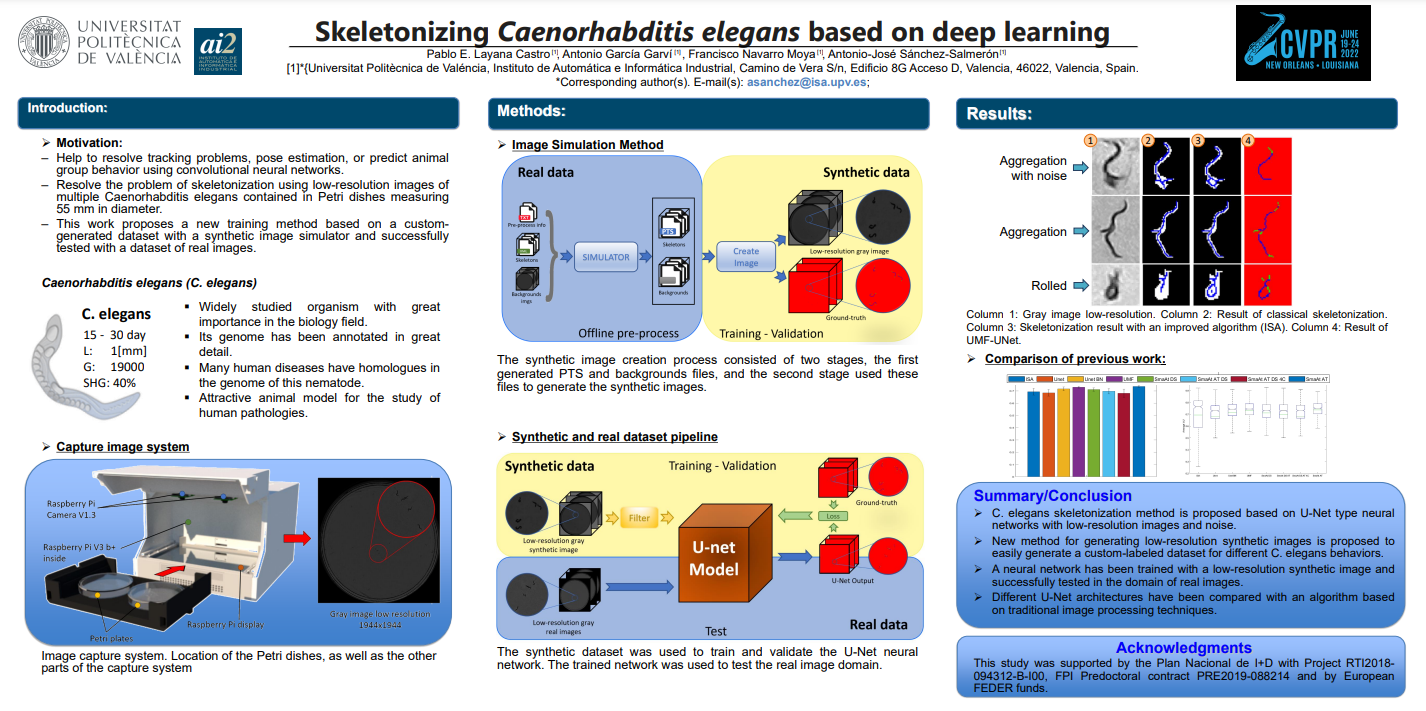 UNIVERSITAT
POLITÈCNICA
DE VALÈNCIA
ai2
INSTITUTO DE
AUTOMÁTICA E
INFORMÁTICA
INDUSTRIAL
Skeletonizing Caenorhabditis elegans based on deep learning
Pablo E. Layana Castro [1], Antonio García Garví [1], Francisco Navarro Moya [1], Antonio-José Sánchez-Salmerón [1]
[1]*{Universitat Politècnica de Valéncia, Instituto de Automática e Informática Industrial, Camino de Vera S/n, Edificio 8G Acceso D, Valencia, 46022, Valencia, Spain.
*Corresponding author(s). E-mail(s): asanchez@isa.upv.es;
CVPR
JUNE
19-24
2022
NEW ORLEANS • LOUISIANA
Introduction:
➢ Motivation:
– Help to resolve tracking problems, pose estimation, or predict animal
group behavior using convolutional neural networks.
– Resolve the problem of skeletonization using low-resolution images of
multiple Caenorhabditis elegans contained in Petri dishes measuring
55 mm in diameter.
– This work proposes a new training method based on a custom-
generated dataset with a synthetic image simulator and successfully
tested with a dataset of real images.
Caenorhabditis elegans (C. elegans)
C. elegans
15 - 30 day
L: 1[mm]
G: 19000
SHG: 40%
▪ Widely studied organism with great
importance in the biology field.
▪ Its genome has been annotated in great
detail.
▪ Many human diseases have homologues in
the genome of this nematode.
▪ Attractive animal model for the study of
human pathologies.
➢ Capture image system
Raspberry Pi
Camera V1.3
Raspberry Pi V3 b+
inside
Petri plates
Raspberry Pi display
Gray image low resolution
1944x1944
Image capture system. Location of the Petri dishes, as well as the other
parts of the capture system
Methods:
➢ Image Simulation Method
Real data
Synthetic data
TXT
Pre-process info
Skeletons
Backgrounds
imgs
SIMULATOR
PTS
Skeletons
Backgrounds
Create
Image
Low-resolution gray image
Ground-truth
Offline pre-process
Training - Validation
The synthetic image creation process consisted of two stages, the first
generated PTS and backgrounds files, and the second stage used these
files to generate the synthetic images.
➢ Synthetic and real dataset pipeline
Synthetic data
Training - Validation
Low-resolution gray
synthetic image
Filter
U-net
Model
Ground-truth
Loss
U-Net Output
Low-resolution gray
real images
Test
Real data
The synthetic dataset was used to train and validate the U-Net neural
network. The trained network was used to test the real image domain.
Results:
1 2 3 4
Aggregation
with noise
Aggregation
Rolled
Column 1: Gray image low-resolution. Column 2: Result of classical skeletonization.
Column 3: Skeletonization result with an improved algorithm (ISA). Column 4: Result of
UMF-UNet.
➢ Comparison of previous work:
ISA Unet Unet BN UMF SmaAt DS SmaAt AT DS SmaAt AT DS 4C SmaAt AT
Summary/Conclusion
➢ C. elegans skeletonization method is proposed based on U-Net type neural
networks with low-resolution images and noise.
➢ New method for generating low-resolution synthetic images is proposed to
easily generate a custom-labeled dataset for different C. elegans behaviors.
➢ A neural network has been trained with a low-resolution synthetic image and
successfully tested in the domain of real images.
➢ Different U-Net architectures have been compared with an algorithm based
on traditional image processing techniques.
Acknowledgments
This study was supported by the Plan Nacional de I+D with Project RTI2018-
094312-B-I00, FPI Predoctoral contract PRE2019-088214 and by European
FEDER funds.